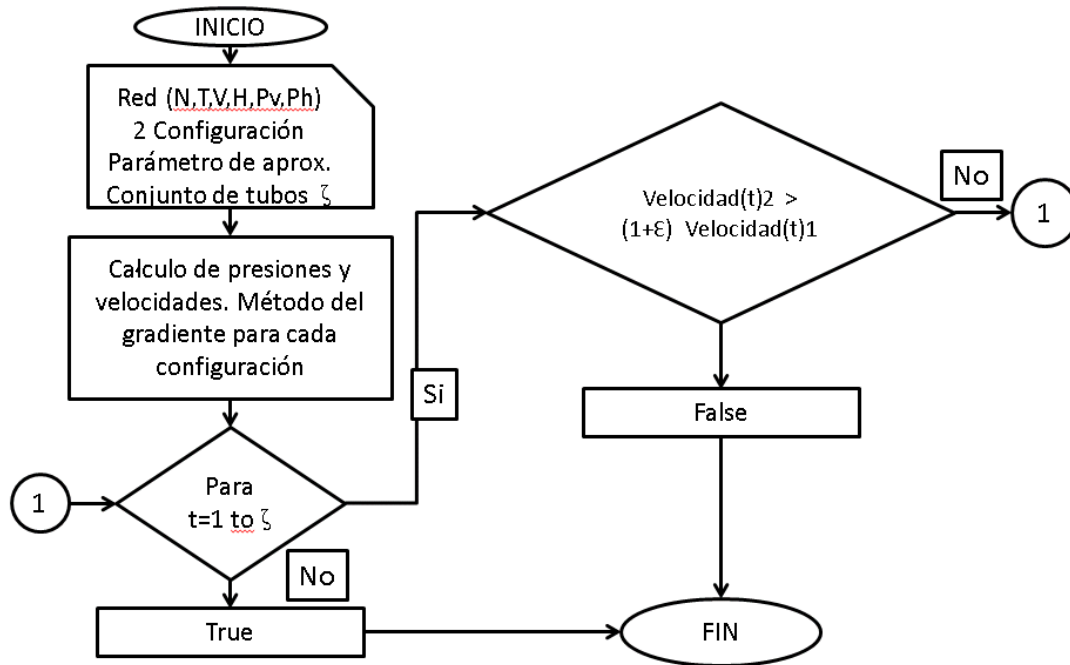 INICIO
Red (N,T,V,H,Pv,Ph)
2 Configuración
Parámetro de aprox.
Conjunto de tubos ζ
Calculo de presiones y
velocidades. Método del
gradiente para cada
configuración
Si
1
Para
t=1 to ζ
No
True
Velocidad(t)2 >
(1+Ɛ) Velocidad(t)1
No
1
False
FIN